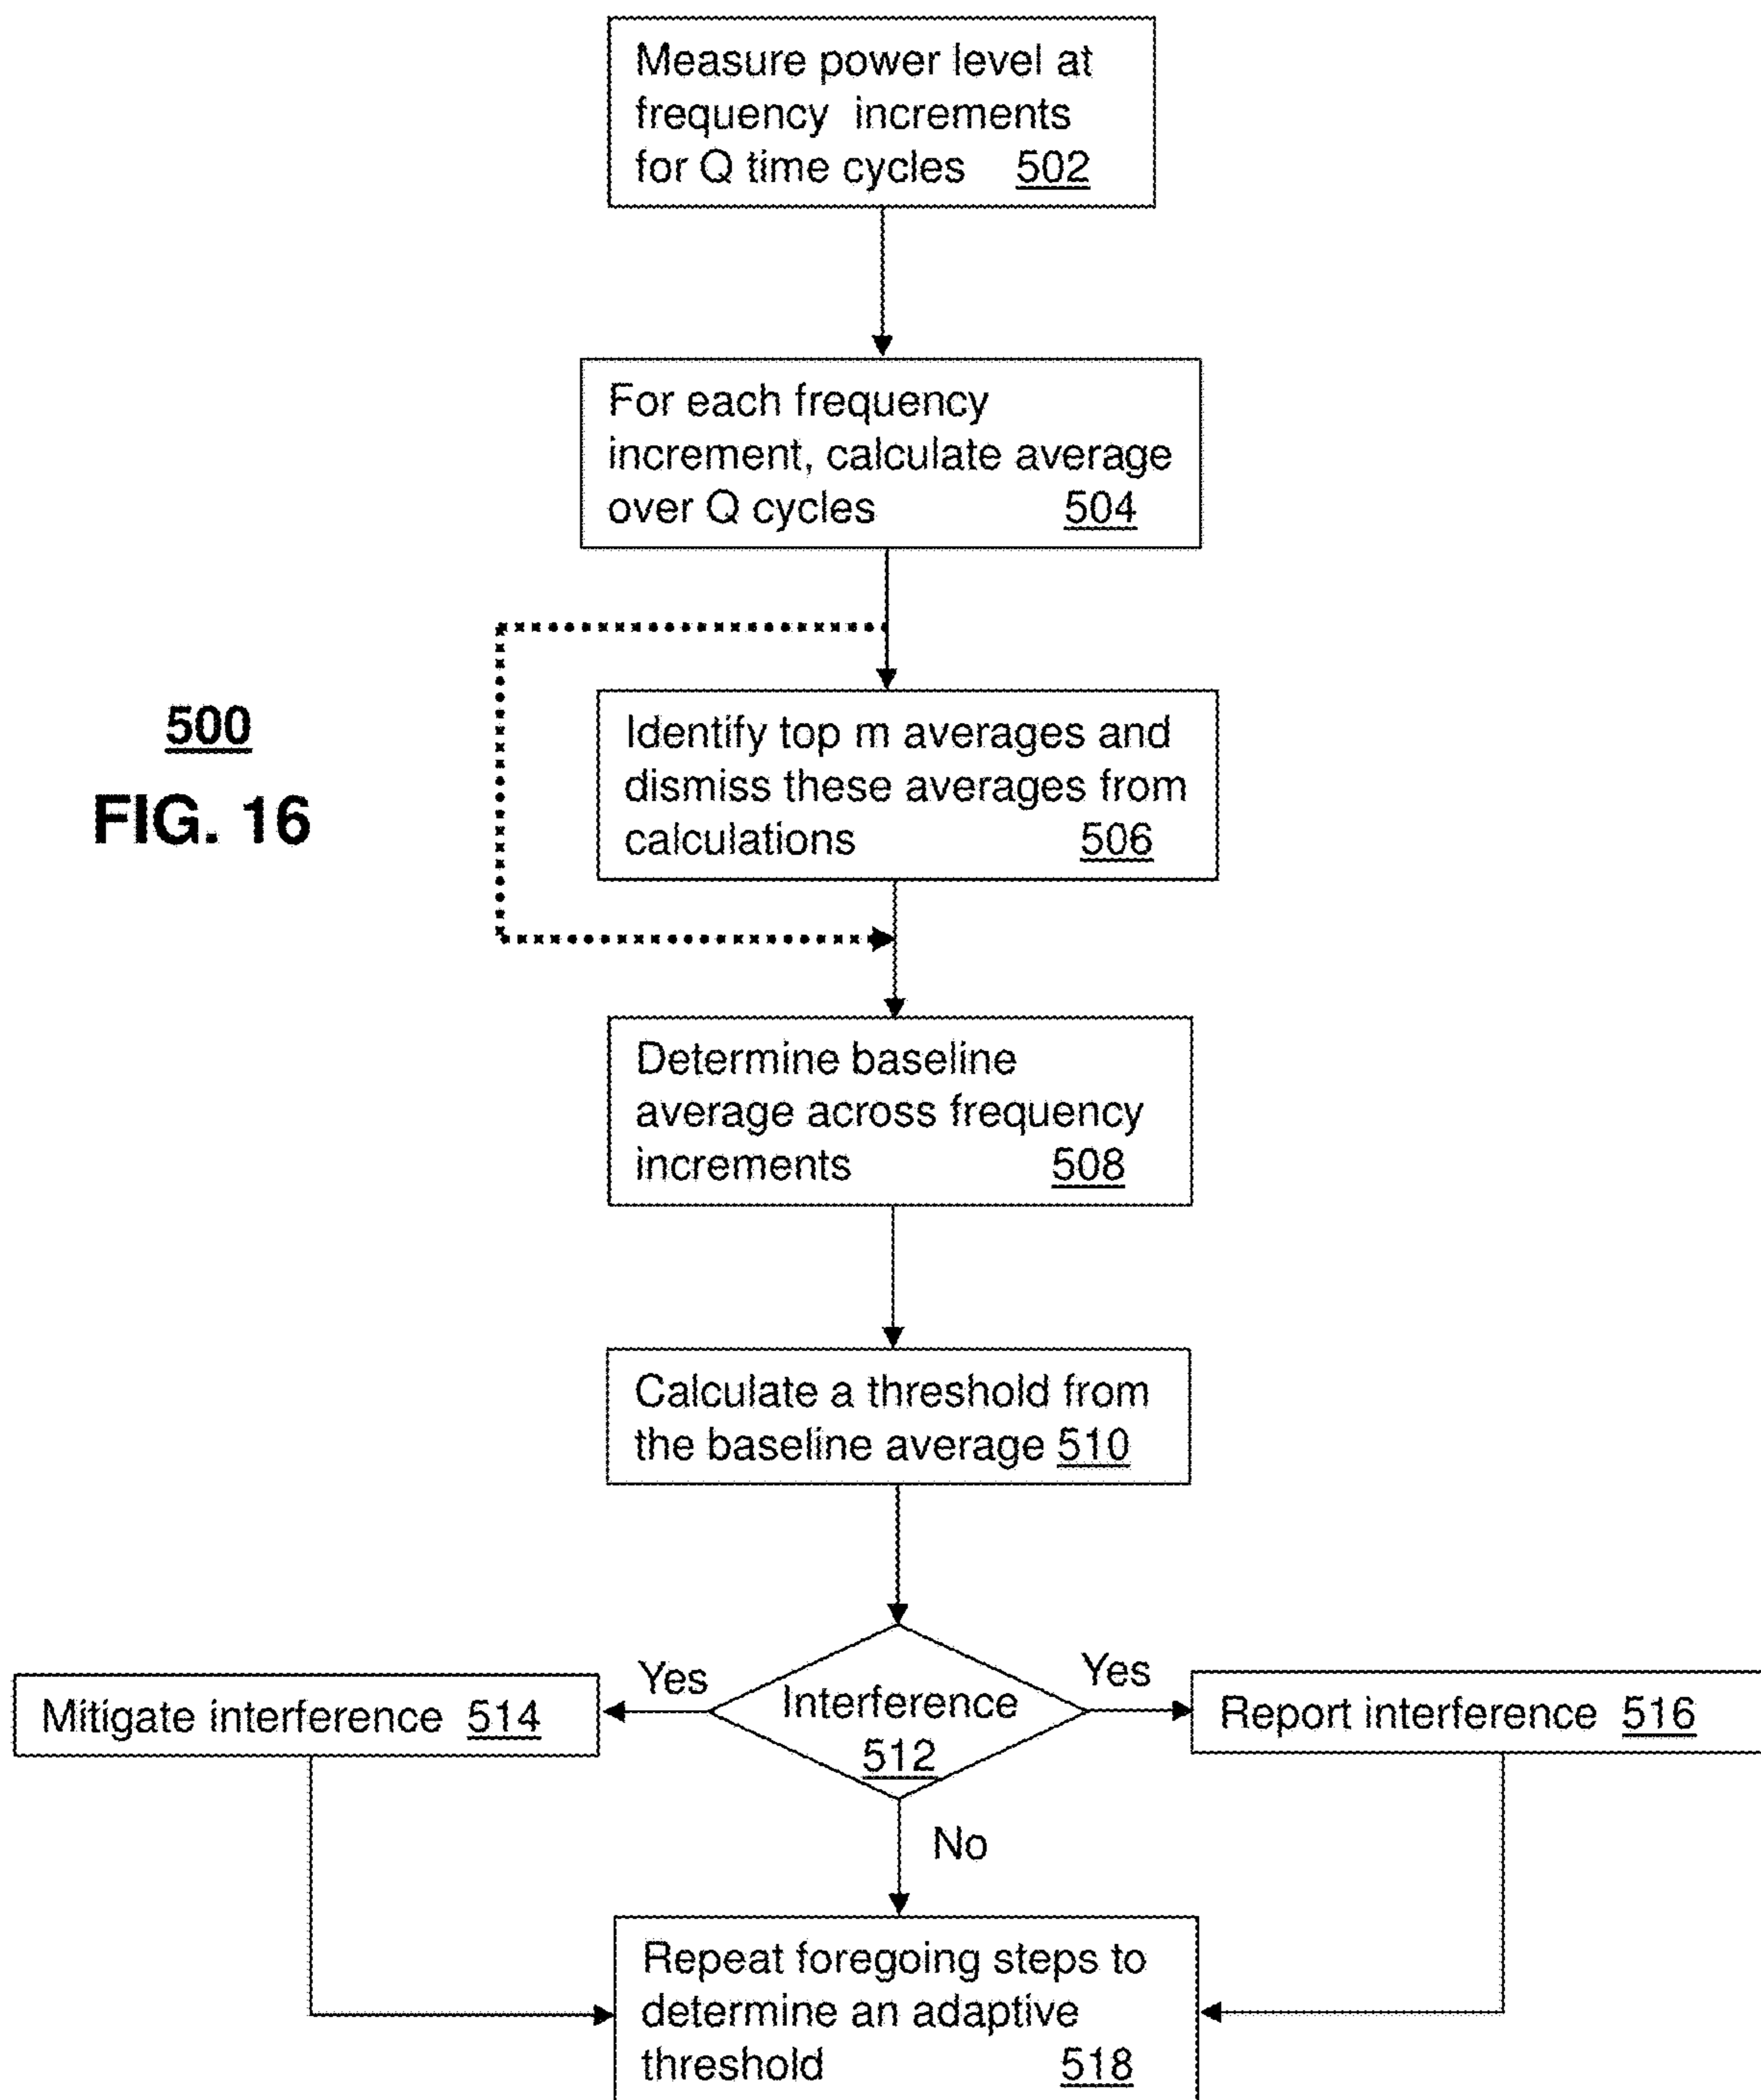 Measure power level at
frequency increments
for Q time cycles 502
For each frequency
increment, calculate average
over Q cycles 504
500
FIG. 16
Identify top m averages and
dismiss these averages from
calculations 506
Determine baseline
average across frequency
increments 508
Calculate a threshold from
the baseline average 510
Yes
Yes
Mitigate interference 514
Interference
512
Report interference 516
No
Repeat foregoing steps to
determine an adaptive
threshold 518